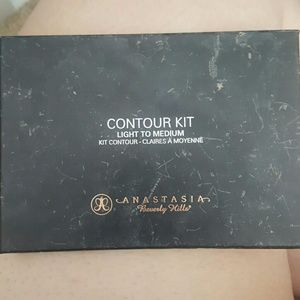 CONTOUR KIT
LIGHT TO MEDIUM
KIT CONTOUR - CLAIRES À MOYENNE
ANASTASIA
Beverly Hills®